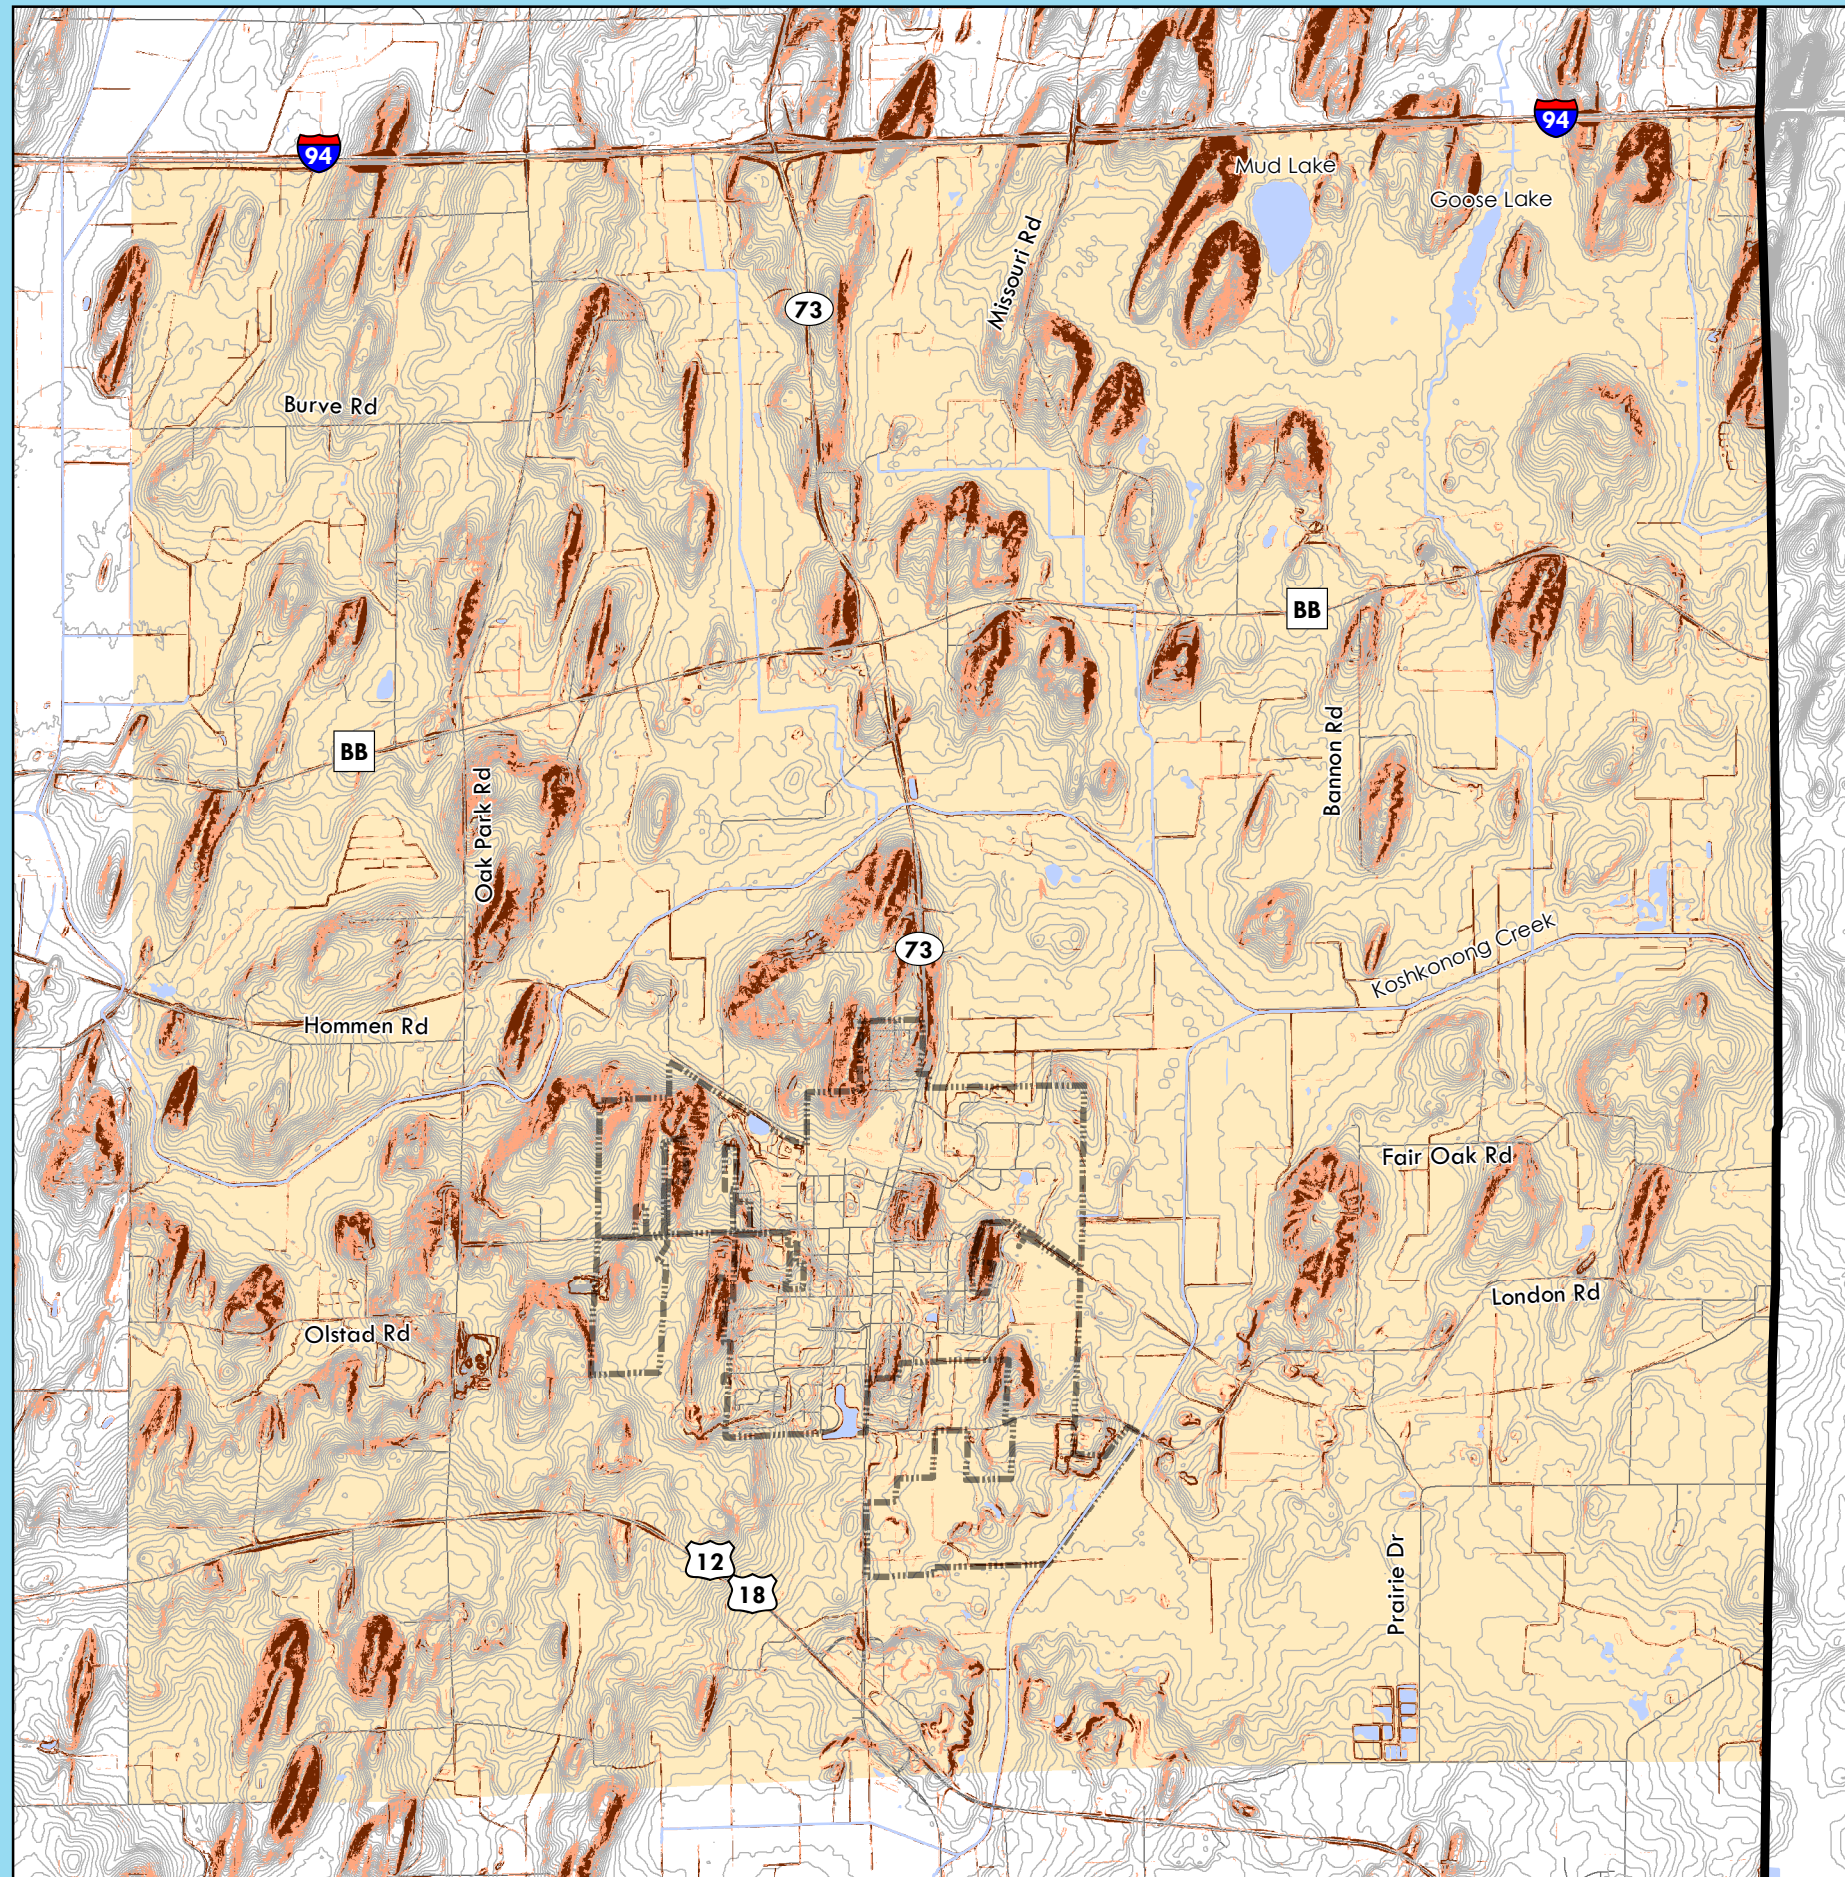 94
94
Mud Lake
Goose Lake
Missouri Rd
73
Burve Rd
BB
BB
Bannon Rd
Oak Park Rd
73
Koshkonong Creek
Hommen Rd
Fair Oak Rd
London Rd
Olstad Rd
12
18
Prairie Dr